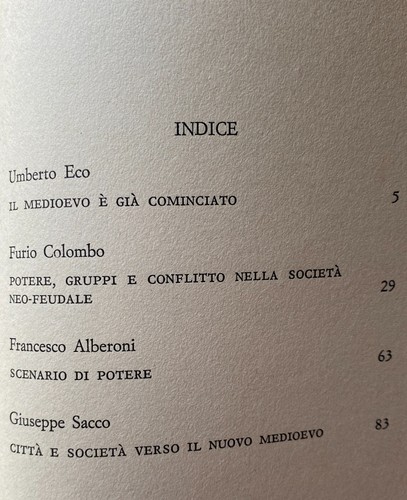 INDICE
Umberto Eco
IL MEDIOEVO È GIÀ COMINCIATO 5
Furio Colombo
POTERE, GRUPPI E CONFLITTO NELLA SOCIETÀ
NEO-FEUDALE 29
Francesco Alberoni
SCENARIO DI POTERE 63
Giuseppe Sacco
CITTÀ E SOCIETÀ VERSO IL NUOVO MEDIOEVO 83